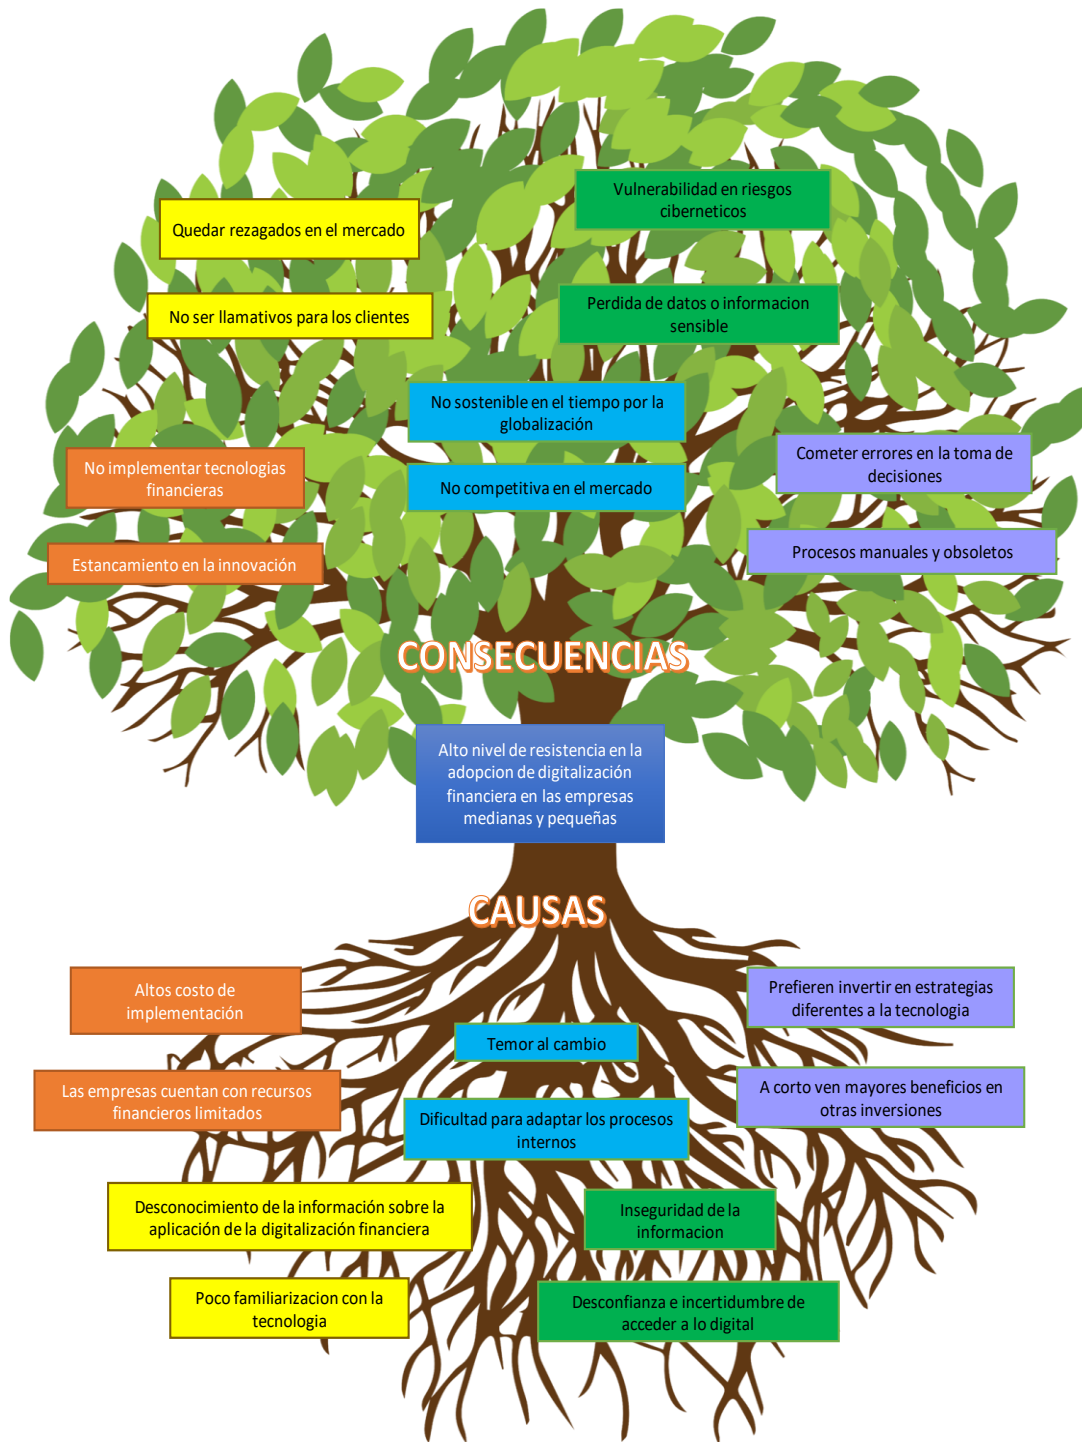 Vulnerabilidad en riesgos
ciberneticos
Quedar rezagados en el mercado
Perdida de datos o informacion
sensible
No ser llamativos para los clientes
No sostenible en el tiempo por la
globalización
Cometer errores en la toma de
decisiones
No implementar tecnologias
financieras
No competitiva en el mercado
Procesos manuales y obsoletos
Estancamiento en la innovación
CONSECUENCIAS
Alto nivel de resistencia en la
adopcion de digitalización
financiera en las empresas
medianas y pequeñas
CAUSAS
Altos costo de
implementación
Prefieren invertir en estrategias
diferentes a la tecnologia
Temor al cambio
Las empresas cuentan con recursos
financieros limitados
A corto ven mayores beneficios en
otras inversiones
Dificultad para adaptar los procesos
internos
Desconocimiento de la información sobre la
aplicación de la digitalización financiera
Inseguridad de la
informacion
Poco familiarizacion con la
tecnologia
Desconfianza e incertidumbre de
acceder a lo digital